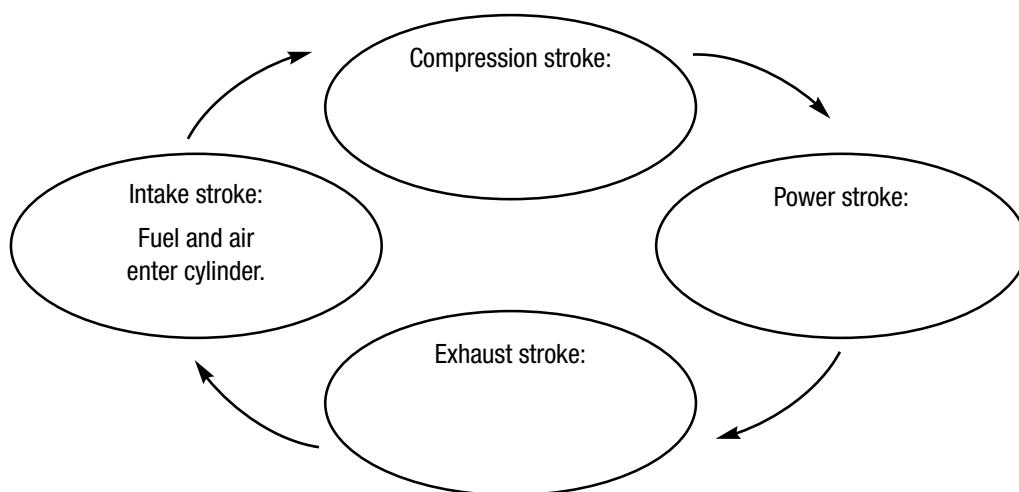 Compression stroke:
Intake stroke:
Fuel and air
enter cylinder.
Power stroke:
Exhaust stroke: